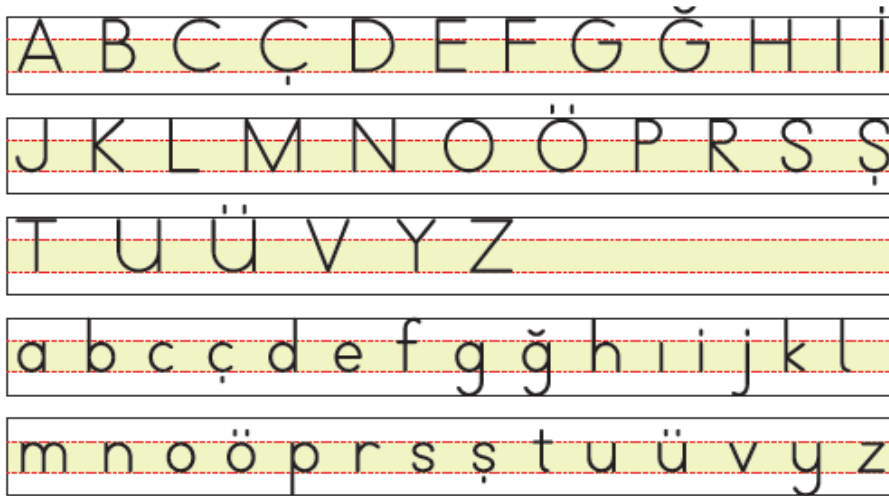 A B C Ç D E F G Ğ H I İ
J K L M N O Ö P R S Ş
T U Ü V Y Z
a b c ç d e f g ğ h ı i j k l
m n o ö p r s ş t u ü v y z